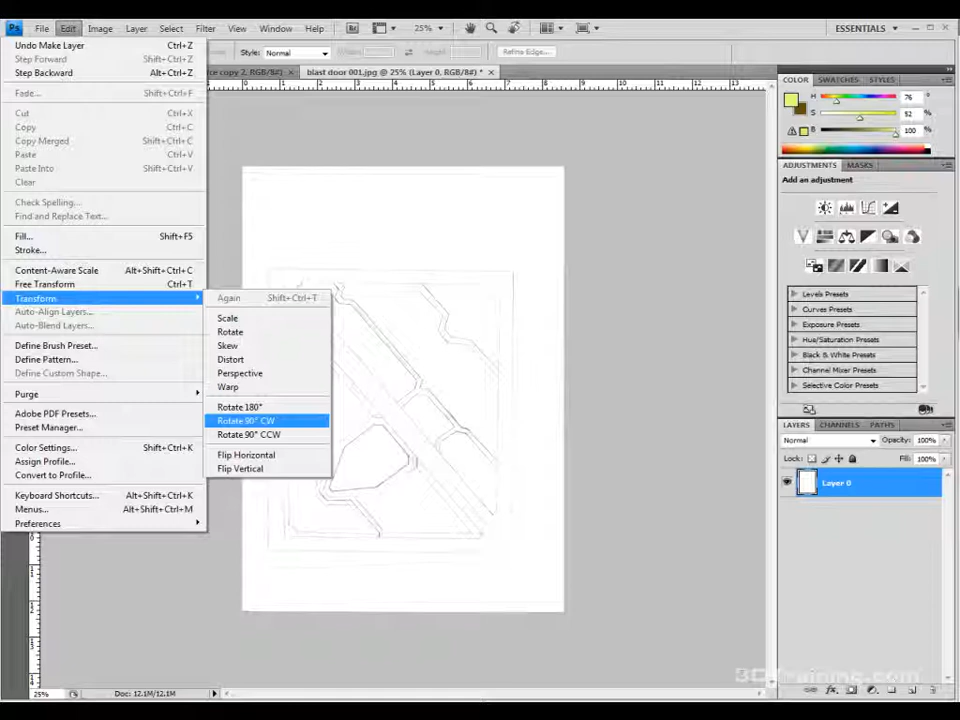 Ps File Edit Image Layer Select Filter View Window Help Br 25% ESSENTIALS
Style: Normal Refine Edge...
rce copy 2, RGB/8#) × blast door 001.jpg @ 25% (Layer 0, RGB/8#) * ×
Undo Make Layer Ctrl+Z
Step Forward Shift+Ctrl+Z
Step Backward Alt+Ctrl+Z
Fade... Shift+Ctrl+F
Cut Ctrl+X
Copy Ctrl+C
Copy Merged Shift+Ctrl+C
Paste Ctrl+V
Paste Into Shift+Ctrl+V
Clear
Check Spelling...
Find and Replace Text...
Fill... Shift+F5
Stroke...
Content-Aware Scale Alt+Shift+Ctrl+C
Free Transform Ctrl+T
Transform
Auto-Align Layers...
Auto-Blend Layers...
Define Brush Preset...
Define Pattern...
Define Custom Shape...
Purge
Adobe PDF Presets...
Preset Manager...
Color Settings... Shift+Ctrl+K
Assign Profile...
Convert to Profile...
Keyboard Shortcuts... Alt+Shift+Ctrl+K
Menus... Alt+Shift+Ctrl+M
Preferences
Again Shift+Ctrl+T
Scale
Rotate
Skew
Distort
Perspective
Warp
Rotate 180°
Rotate 90° CW
Rotate 90° CCW
Flip Horizontal
Flip Vertical
COLOR SWATCHES STYLES
H 76 °
S 52 %
B 100 %
ADJUSTMENTS MASKS
Add an adjustment
Levels Presets
Curves Presets
Exposure Presets
Hue/Saturation Presets
Black & White Presets
Channel Mixer Presets
Selective Color Presets
LAYERS CHANNELS PATHS
Normal Opacity: 100%
Lock: Fill: 100%
Layer 0
25% Doc: 12.1M/12.1M